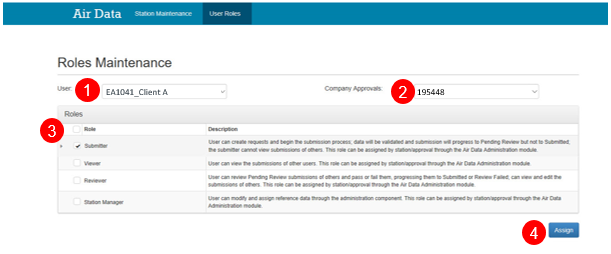 Air Data Station Maintenance User Roles
Roles Maintenance
User: 1 EA1041_Client A Company Approvals: 2 195448
Roles
3 Role Description
Submitter User can create requests and begin the submission process; data will be validated and submission will progress to Pending Review but not to Submitted,
the submitter cannot view submissions of others. This role can be assigned by station/approval through the Air Data Administration module.
Viewer User can view the submissions of other users. This role can be assigned by station/approval through the Air Data Administration module.
Reviewer User can review Pending Review submissions of others and pass or fail them, progressing them to Submitted or Review Failed; can view and edit the
submissions of others. This role can be assigned by station/approval through the Air Data Administration module.
Station Manager User can modify and assign reference data through the administration component. This role can be assigned by station/approval through the Air Data
Administration module.
4 Assign